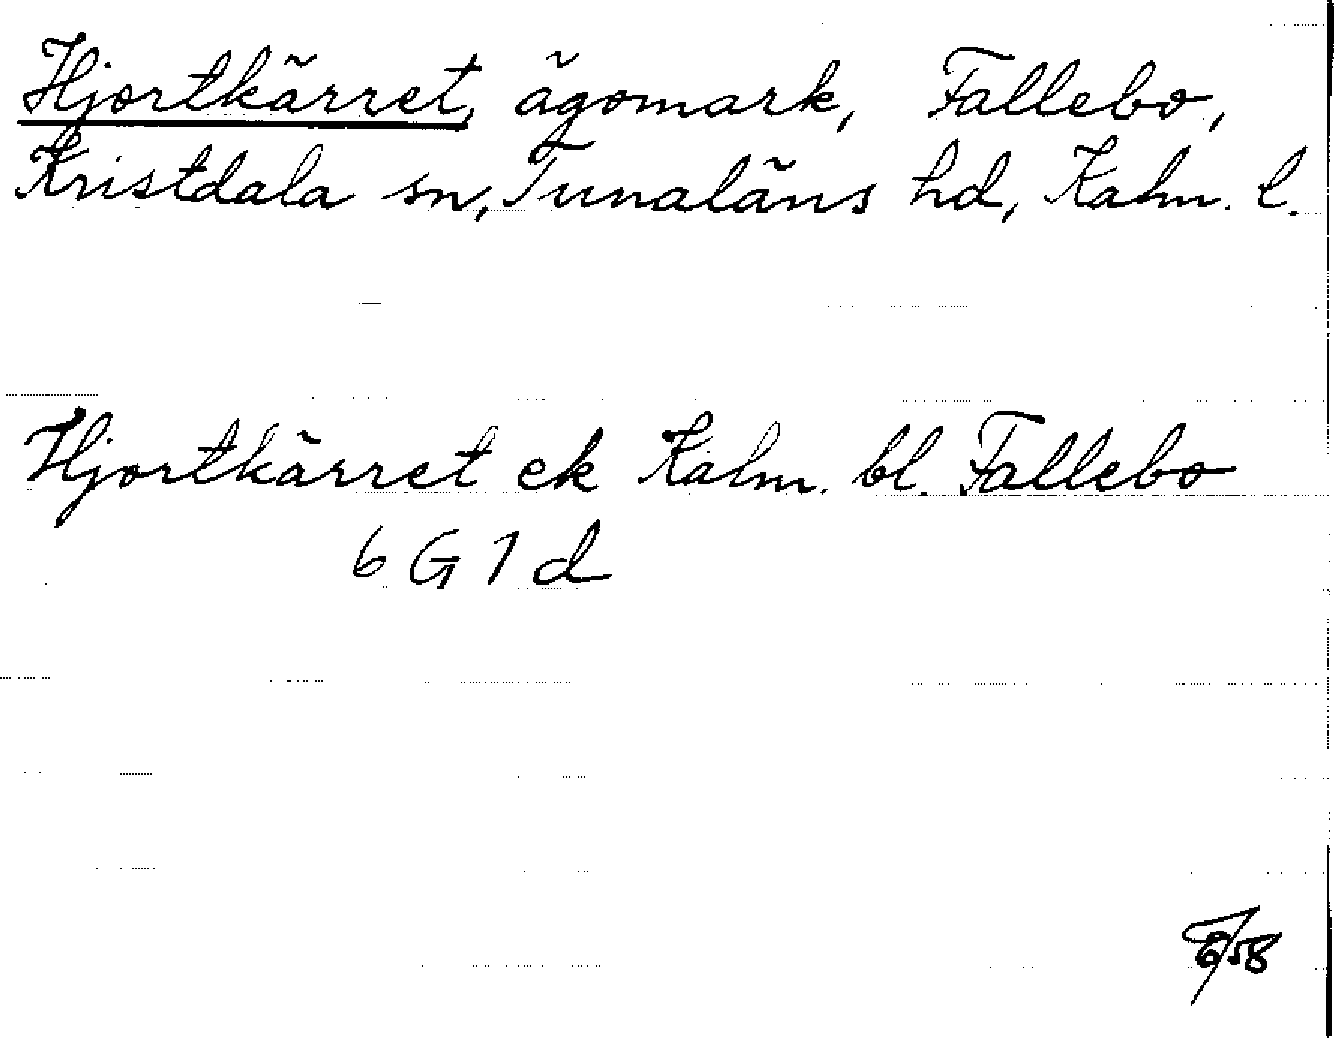 Hjortkärret, ägomark, Fallebo,
Kristdala sn, Tunaläns hd, Kalm. l.
Hjortkärret ek Kalm. bl. Fallebo
6 G 1 d